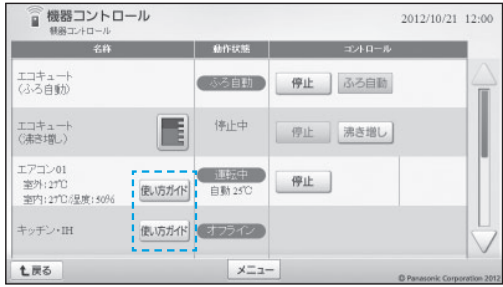 機器コントロール
機器コントロール
2012/10/21 12:00
名称 動作状態 コントロール
エコキュート
(ふろ自動)
ふろ自動 停止 ふろ自動
エコキュート
(沸き増し)
停止中 停止 沸き増し
エアコン01
室外:27℃
室内:27℃/湿度:50%
使い方ガイド
運転中
自動 25℃
停止
キッチン・IH 使い方ガイド オフライン
戻る メニュー
© Panasonic Corporation 2012